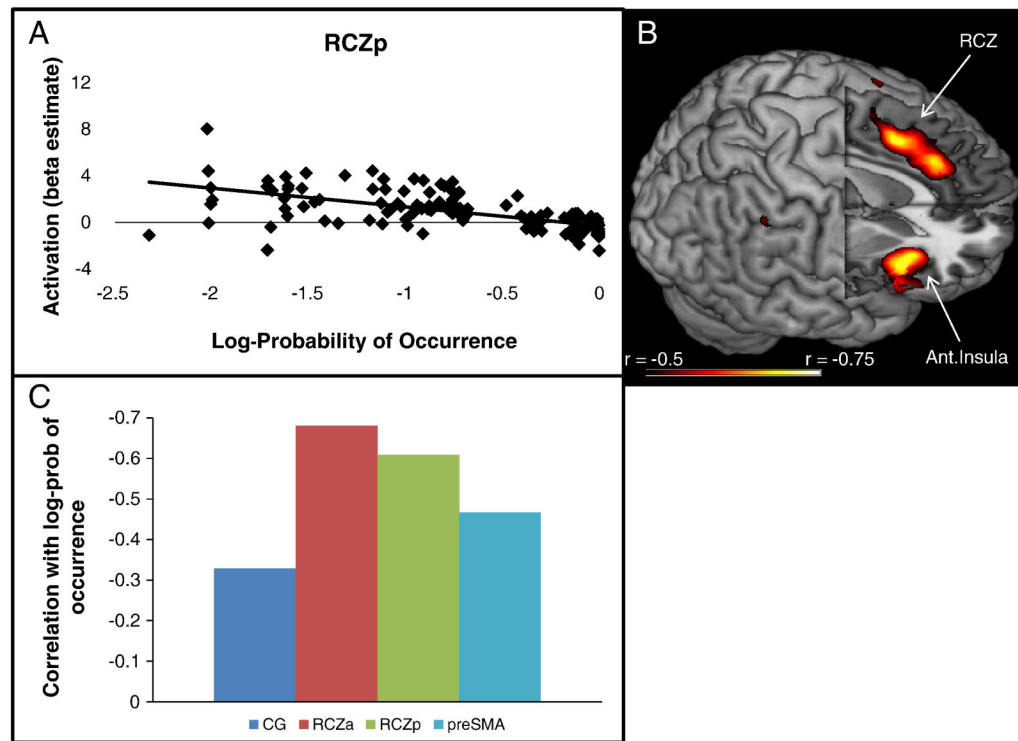 A
RCZp
Activation (beta estimate)
12
8
4
0
-4
-2.5
-2
-1.5
-1
-0.5
0
Log-Probability of Occurrence
B
RCZ
Ant.Insula
r = -0.5
r = -0.75
C
Correlation with log-prob of
occurrence
-0.7
-0.6
-0.5
-0.4
-0.3
-0.2
-0.1
0
CG
RCZa
RCZp
preSMA